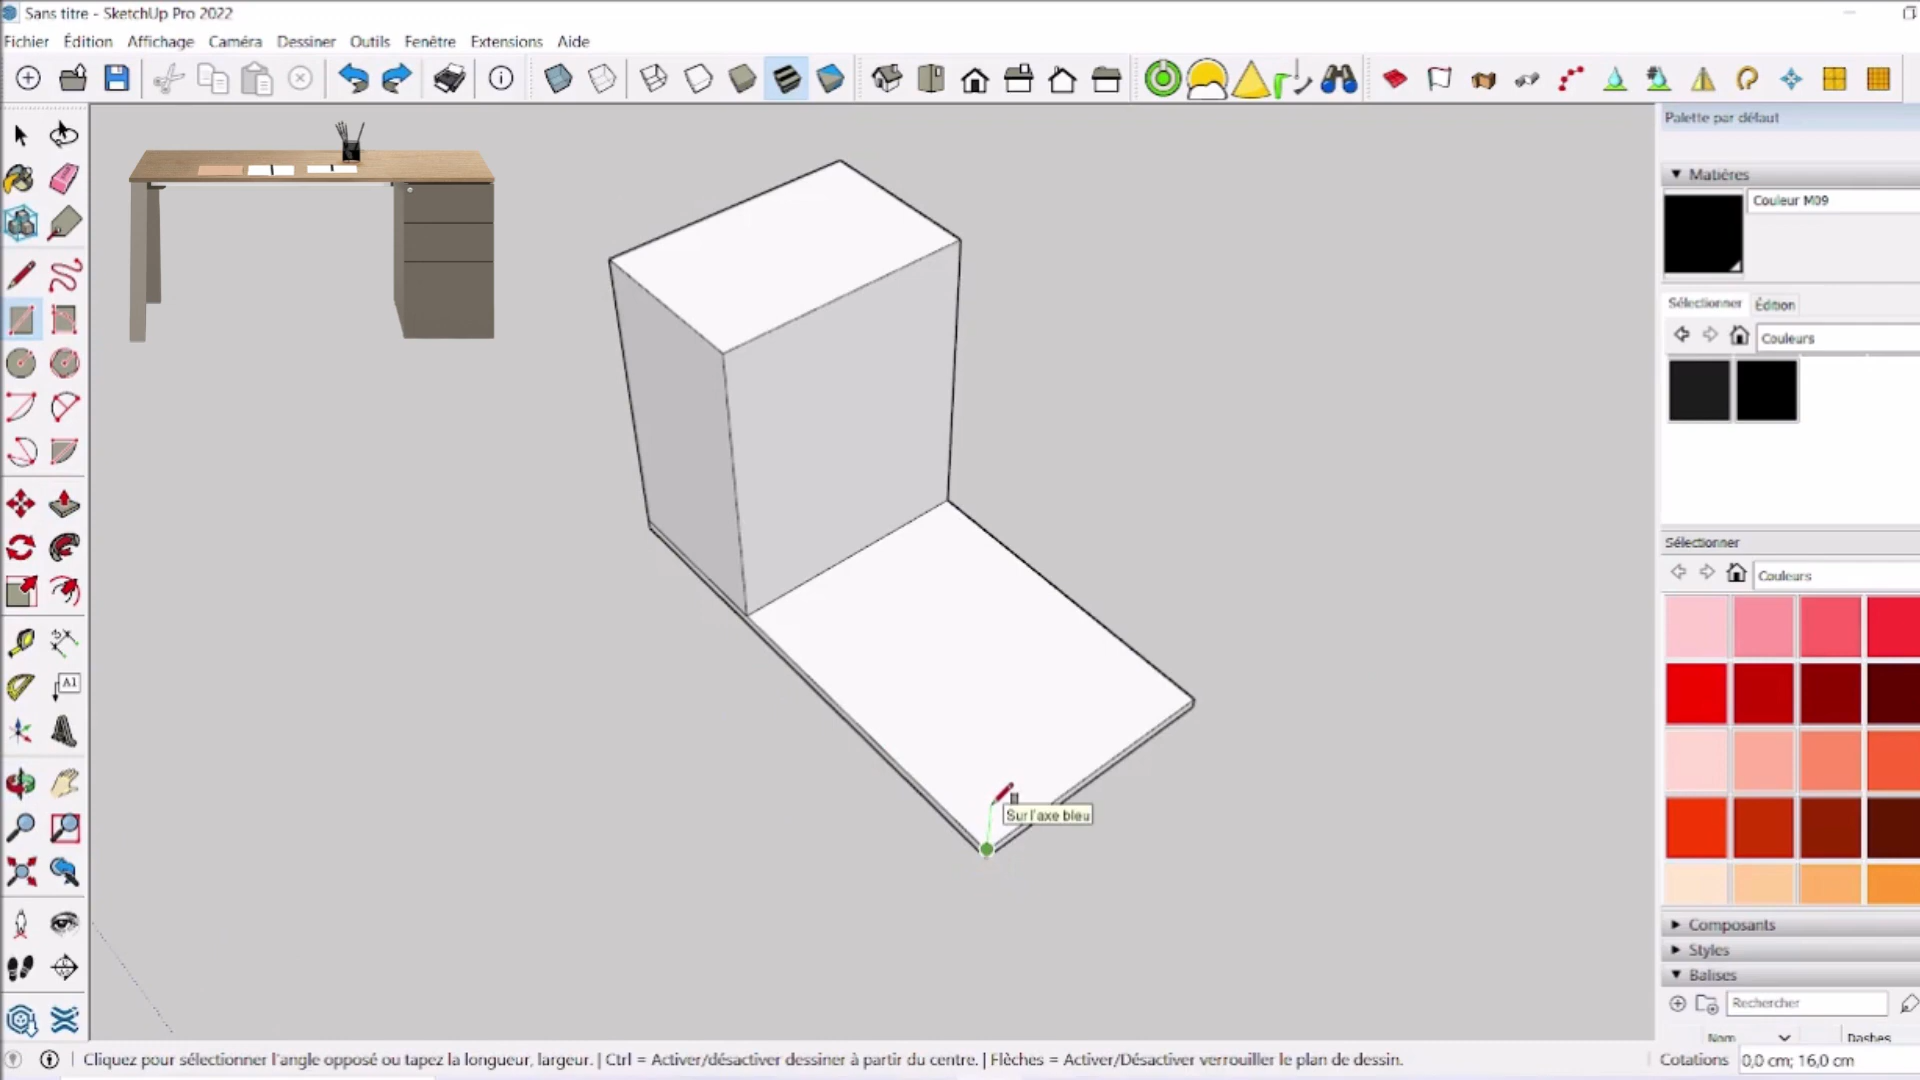 Sans titre - SketchUp Pro 2022
Fichier Édition Affichage Caméra Dessiner Outils Fenêtre Extensions Aide
Palette par défaut
Matières
Couleur M09
Sélectionner Édition
Couleurs
Sélectionner
Couleurs
A1
Sur l'axe bleu
Composants
Styles
Balises
Rechercher
Nom Dashes
Cliquez pour sélectionner l'angle opposé ou tapez la longueur, largeur. | Ctrl = Activer/désactiver dessiner à partir du centre. | Flèches = Activer/Désactiver verrouiller le plan de dessin.
Cotations 0,0 cm; 16,0 cm